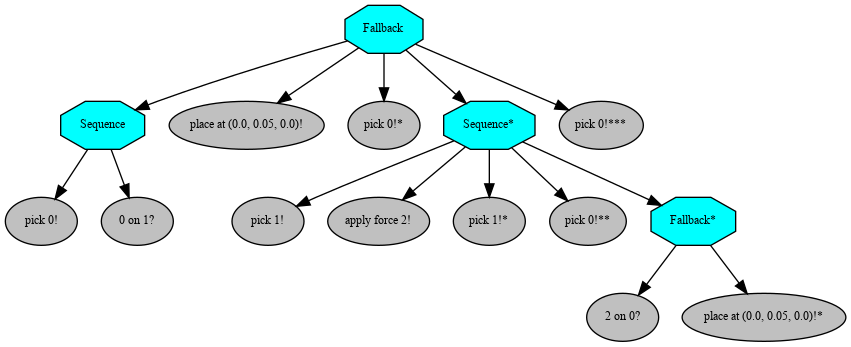 Fallback
Sequence
place at (0.0, 0.05, 0.0)!
pick 0!*
Sequence*
pick 0!***
pick 0!
0 on 1?
pick 1!
apply force 2!
pick 1!*
pick 0!**
Fallback*
2 on 0?
place at (0.0, 0.05, 0.0)!*